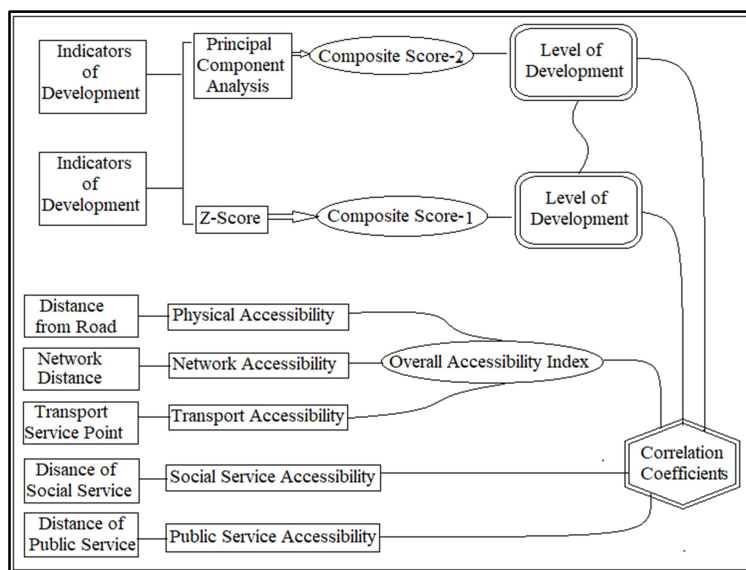 Indicators
of
Development
Principal
Component
Analysis
Composite Score-2
Level of
Development
Indicators
of
Development
Z-Score
Composite Score-1
Level of
Development
Distance
from Road
Physical Accessibility
Network
Distance
Network Accessibility
Overall Accessibility Index
Transport
Service Point
Transport Accessibility
Correlation
Coefficients
Disance of
Social Service
Social Service Accessibility
Distance of
Public Service
Public Service Accessibility